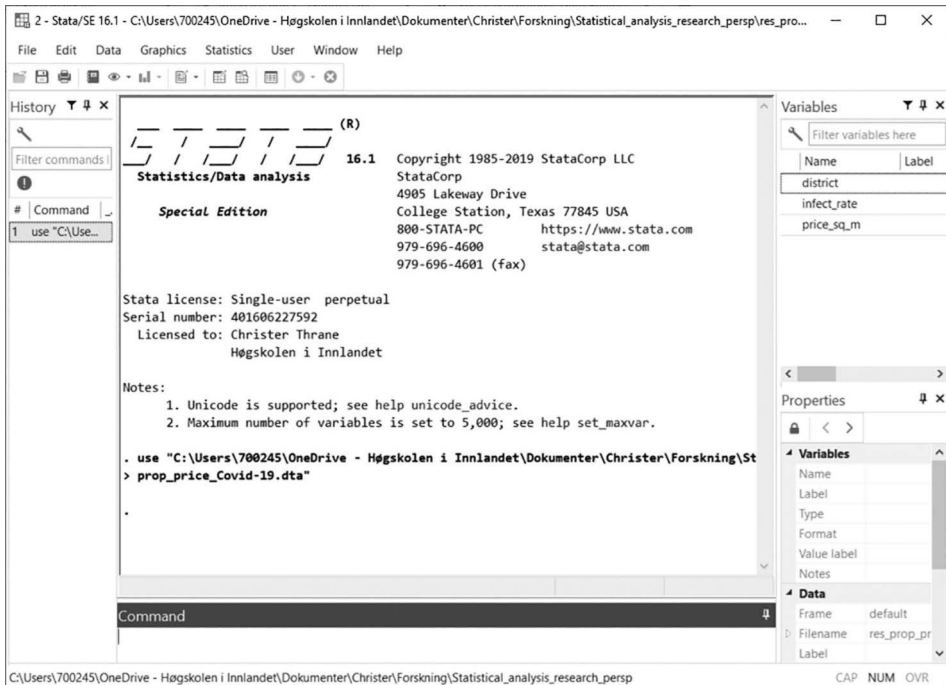 2 - Stata/SE 16.1 - C:\Users\700245\OneDrive - Høgskolen i Innlandet\Dokumenter\Christer\Forskning\Statistical_analysis_research_persp\res_pro...
File Edit Data Graphics Statistics User Window Help
History
Filter commands
# Command
1 use "C:\Use...
(R)
STATA 16.1 Copyright 1985-2019 StataCorp LLC
Statistics/Data analysis StataCorp
4905 Lakeway Drive
Special Edition College Station, Texas 77845 USA
800-STATA-PC https://www.stata.com
979-696-4600 stata@stata.com
979-696-4601 (fax)
Stata license: Single-user perpetual
Serial number: 401606227592
Licensed to: Christer Thrane
Høgskolen i Innlandet
Notes:
1. Unicode is supported; see help unicode_advice.
2. Maximum number of variables is set to 5,000; see help set_maxvar.
. use "C:\Users\700245\OneDrive - Høgskolen i Innlandet\Dokumenter\Christer\Forskning\St
> prop_price_Covid-19.dta"
.
Command
Variables
Filter variables here
Name Label
district
infect_rate
price_sq_m
Properties
Variables
Name
Label
Type
Format
Value label
Notes
Data
Frame default
Filename res_prop_pr
Label
C:\Users\700245\OneDrive - Høgskolen i Innlandet\Dokumenter\Christer\Forskning\Statistical_analysis_research_persp
CAP NUM OVR